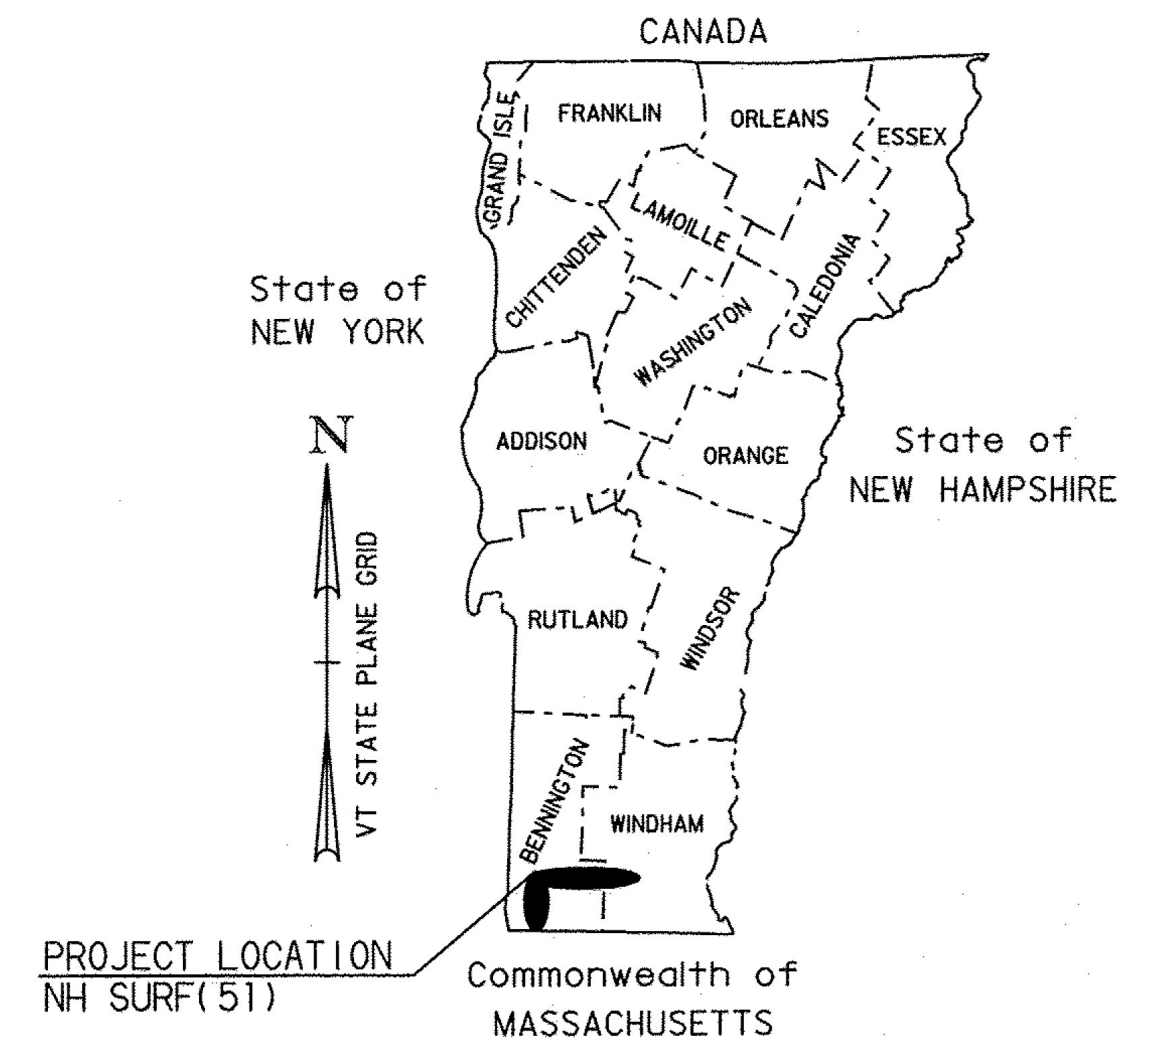 CANADA
GRAND ISLE
FRANKLIN
ORLEANS
ESSEX
LAMOILLE
CHITTENDEN
CALEDONIA
State of
NEW YORK
WASHINGTON
N
ADDISON
ORANGE
State of
NEW HAMPSHIRE
VT STATE PLANE GRID
RUTLAND
WINDSOR
BENNINGTON
WINDHAM
PROJECT LOCATION
NH SURF(51)
Commonwealth of
MASSACHUSETTS